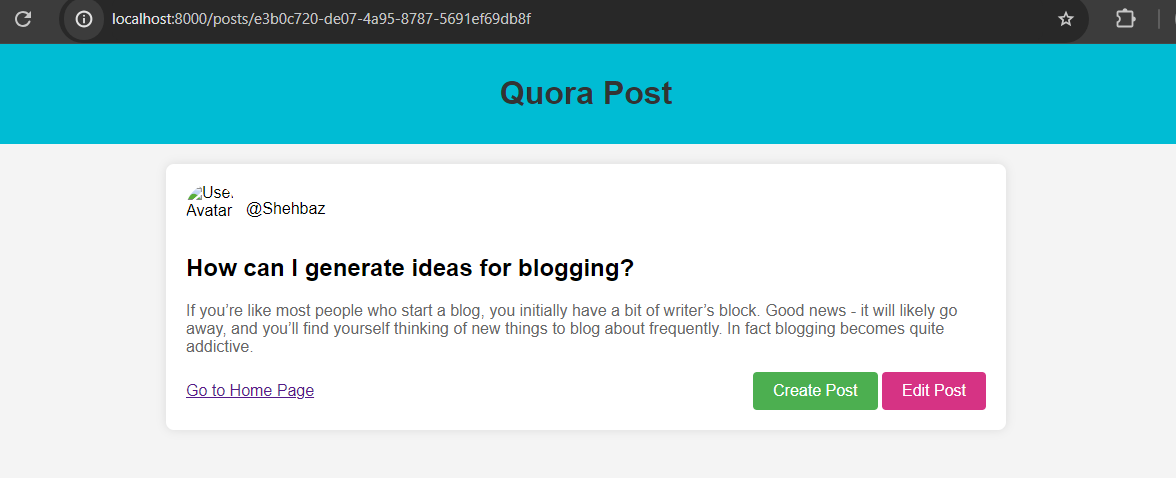 localhost:8000/posts/e3b0c720-de07-4a95-8787-5691ef69db8f
Quora Post
Use.
Avatar
@Shehbaz
How can I generate ideas for blogging?
If you’re like most people who start a blog, you initially have a bit of writer’s block. Good news - it will likely go
away, and you’ll find yourself thinking of new things to blog about frequently. In fact blogging becomes quite
addictive.
Go to Home Page
Create Post
Edit Post